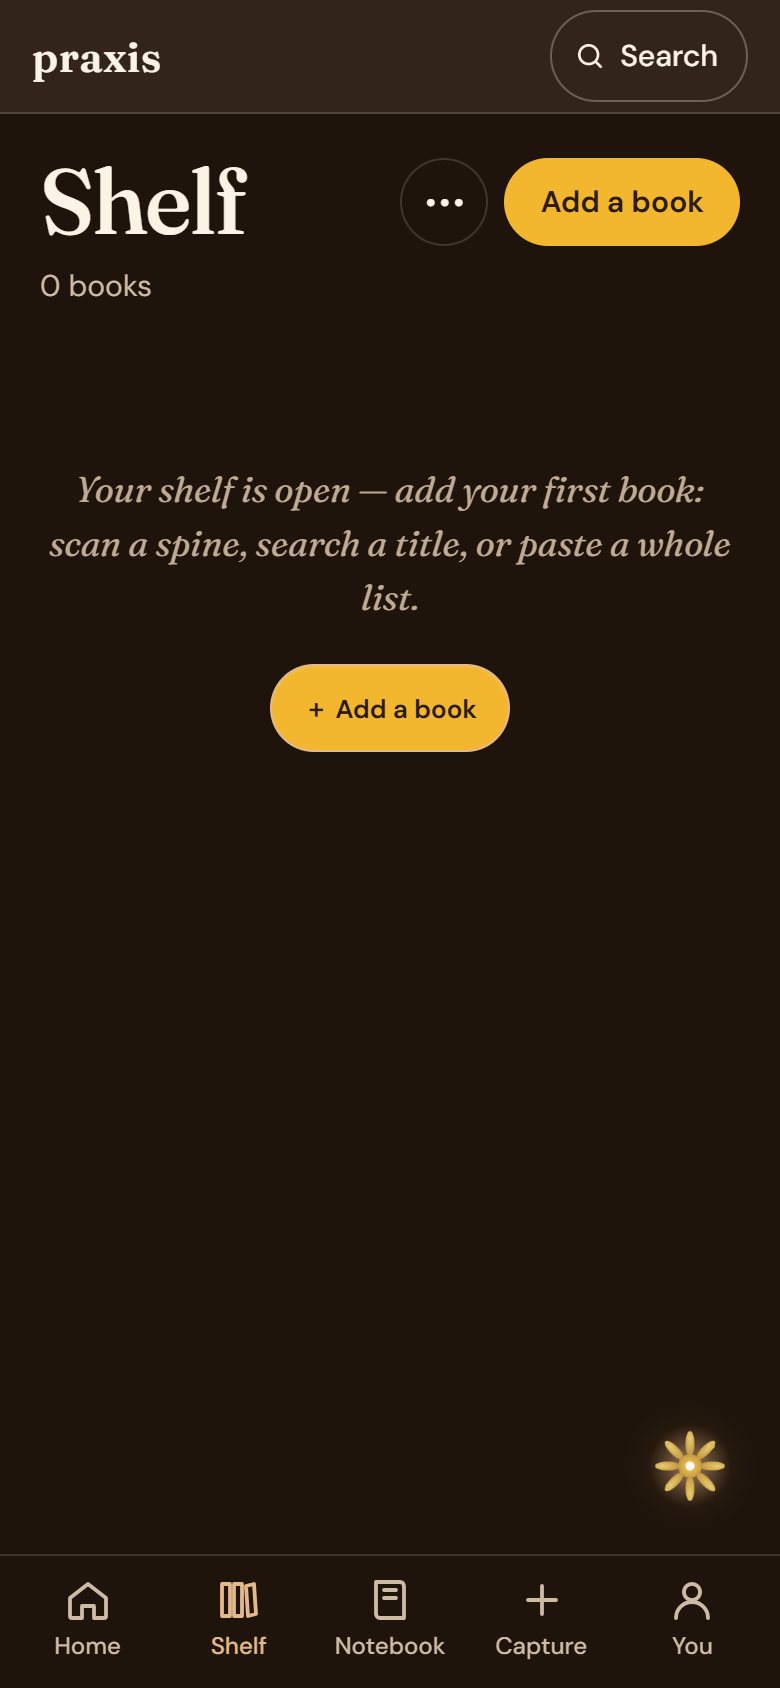 praxis
Search
Shelf
Add a book
0 books
Your shelf is open — add your first book:
scan a spine, search a title, or paste a whole
list.
+ Add a book
Home
Shelf
Notebook
Capture
You